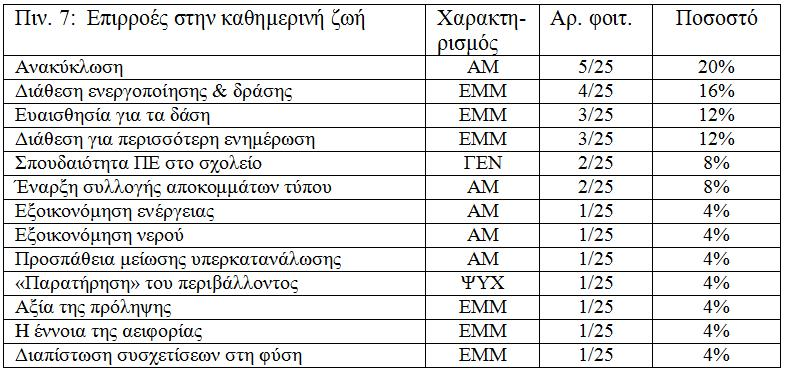 Πιν. 7: Επιρροές στην καθημερινή ζωή Χαρακτη-ρισμός Αρ. φοιτ. Ποσοστό
Ανακύκλωση ΑΜ 5/25 20%
Διάθεση ενεργοποίησης & δράσης ΕΜΜ 4/25 16%
Ευαισθησία για τα δάση ΕΜΜ 3/25 12%
Διάθεση για περισσότερη ενημέρωση ΕΜΜ 3/25 12%
Σπουδαιότητα ΠΕ στο σχολείο ΓΕΝ 2/25 8%
Έναρξη συλλογής αποκομμάτων τύπου ΑΜ 2/25 8%
Εξοικονόμηση ενέργειας ΑΜ 1/25 4%
Εξοικονόμηση νερού ΑΜ 1/25 4%
Προσπάθεια μείωσης υπερκατανάλωσης ΑΜ 1/25 4%
«Παρατήρηση» του περιβάλλοντος ΨΥΧ 1/25 4%
Αξία της πρόληψης ΕΜΜ 1/25 4%
Η έννοια της αειφορίας ΕΜΜ 1/25 4%
Διαπίστωση συσχετίσεων στη φύση ΕΜΜ 1/25 4%